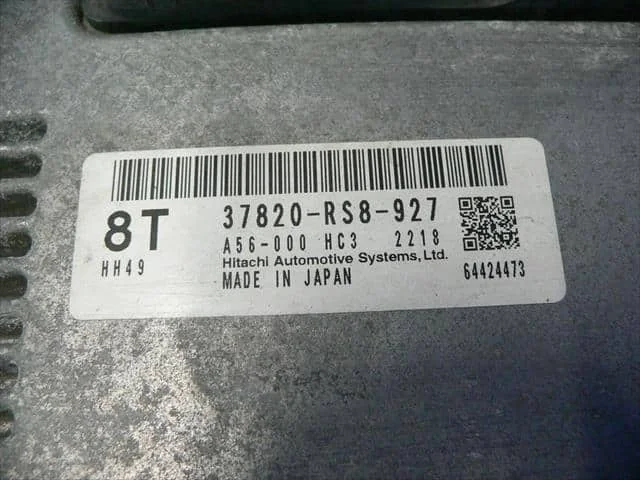 8T 37820-RS8-927
HH49 A56-000 HC3 2218
Hitachi Automotive Systems, Ltd.
MADE IN JAPAN 64424473